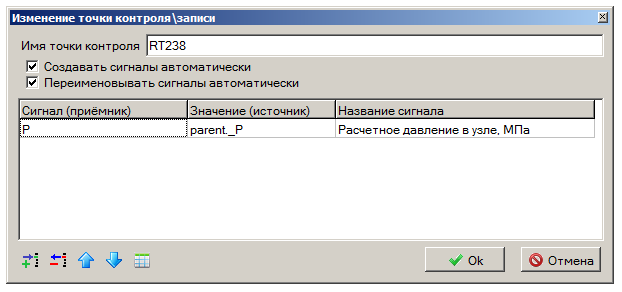 Изменение точки контроля\записи
Имя точки контроля RT238
Создавать сигналы автоматически
Переименовывать сигналы автоматически
Сигнал (приёмник) Значение (источник) Название сигнала
P parent._P Расчетное давление в узле, МПа
Ok Отмена